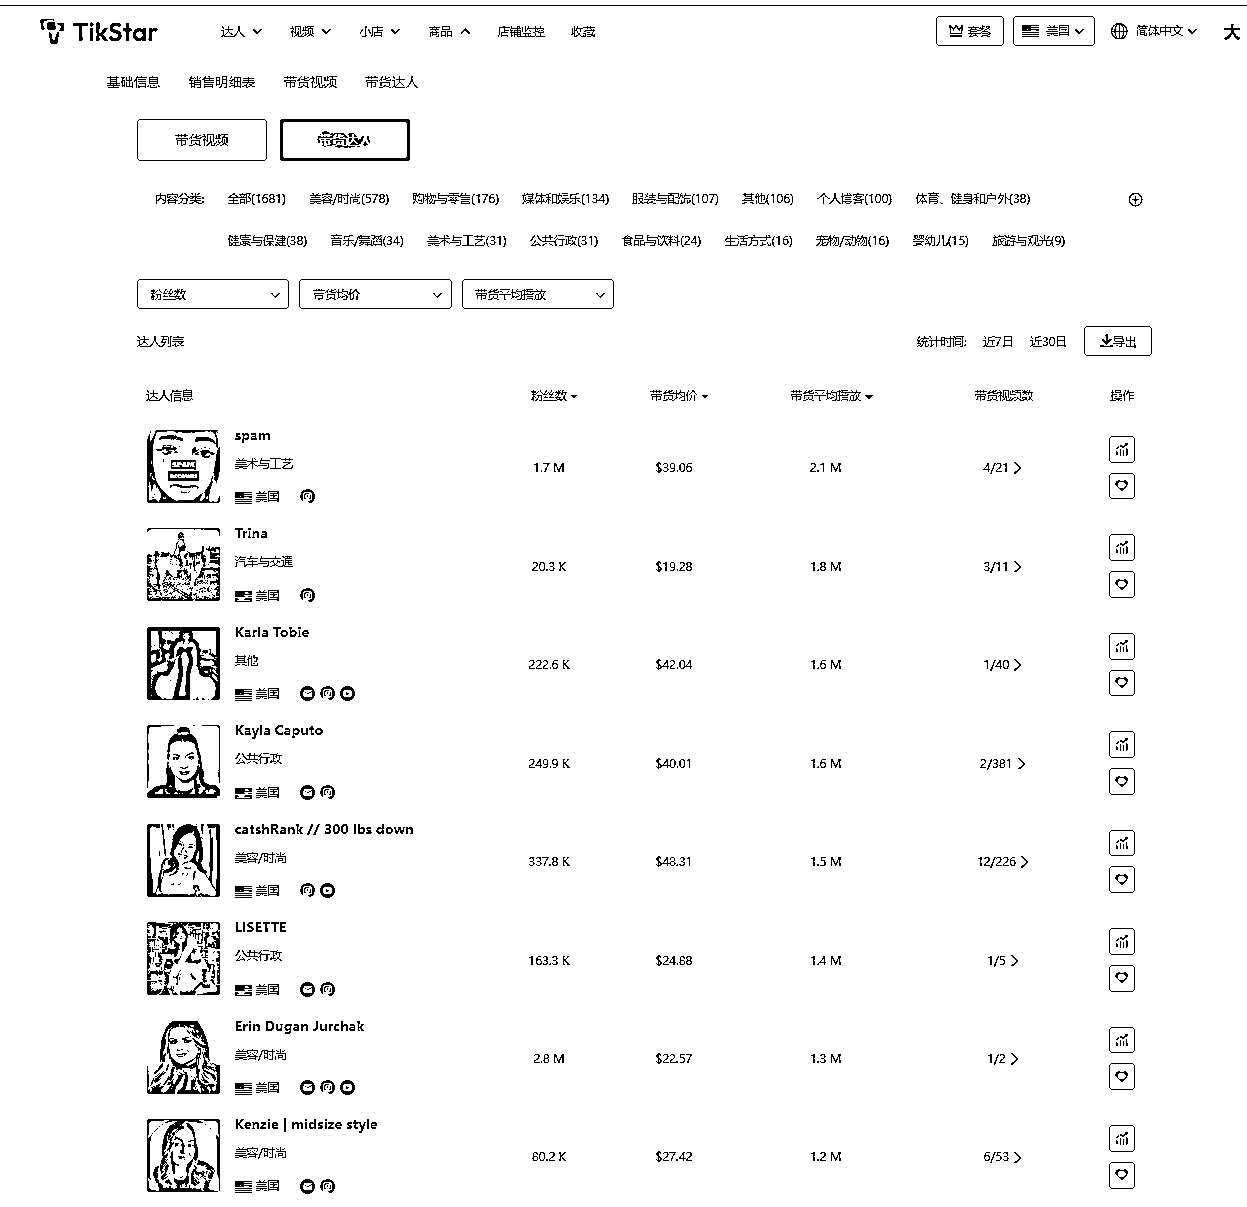 TikStar 达人 视频 小店 商品 店铺监控 收藏 套餐 美国 简体中文 大
基础信息 销售明细表 带货视频 带货达人
带货视频 带货达人
内容分类: 全部(1681) 美容/时尚(578) 购物与零售(176) 媒体和娱乐(134) 服装与配饰(107) 其他(106) 个人博客(100) 体育、健身和户外(38)
健康与保健(38) 音乐/舞蹈(34) 美术与工艺(31) 公共行政(31) 食品与饮料(24) 生活方式(16) 宠物/动物(16) 婴幼儿(15) 旅游与观光(9)
粉丝数 带货均价 带货平均播放
达人列表 统计时间: 近7日 近30日 导出
达人信息 粉丝数 带货均价 带货平均播放 带货视频数 操作
spam
美术与工艺
美国
1.7 M $39.06 2.1 M 4/21
Trina
汽车与交通
美国
20.3 K $19.28 1.8 M 3/11
Karla Tobie
其他
美国
222.6 K $42.04 1.6 M 1/40
Kayla Caputo
公共行政
美国
249.9 K $40.01 1.6 M 2/381
catshRank // 300 lbs down
美容/时尚
美国
337.8 K $48.31 1.5 M 12/226
LISETTE
公共行政
美国
163.3 K $24.88 1.4 M 1/5
Erin Dugan Jurchak
美容/时尚
美国
2.8 M $22.57 1.3 M 1/2
Kenzie | midsize style
美容/时尚
美国
80.2 K $27.42 1.2 M 6/53